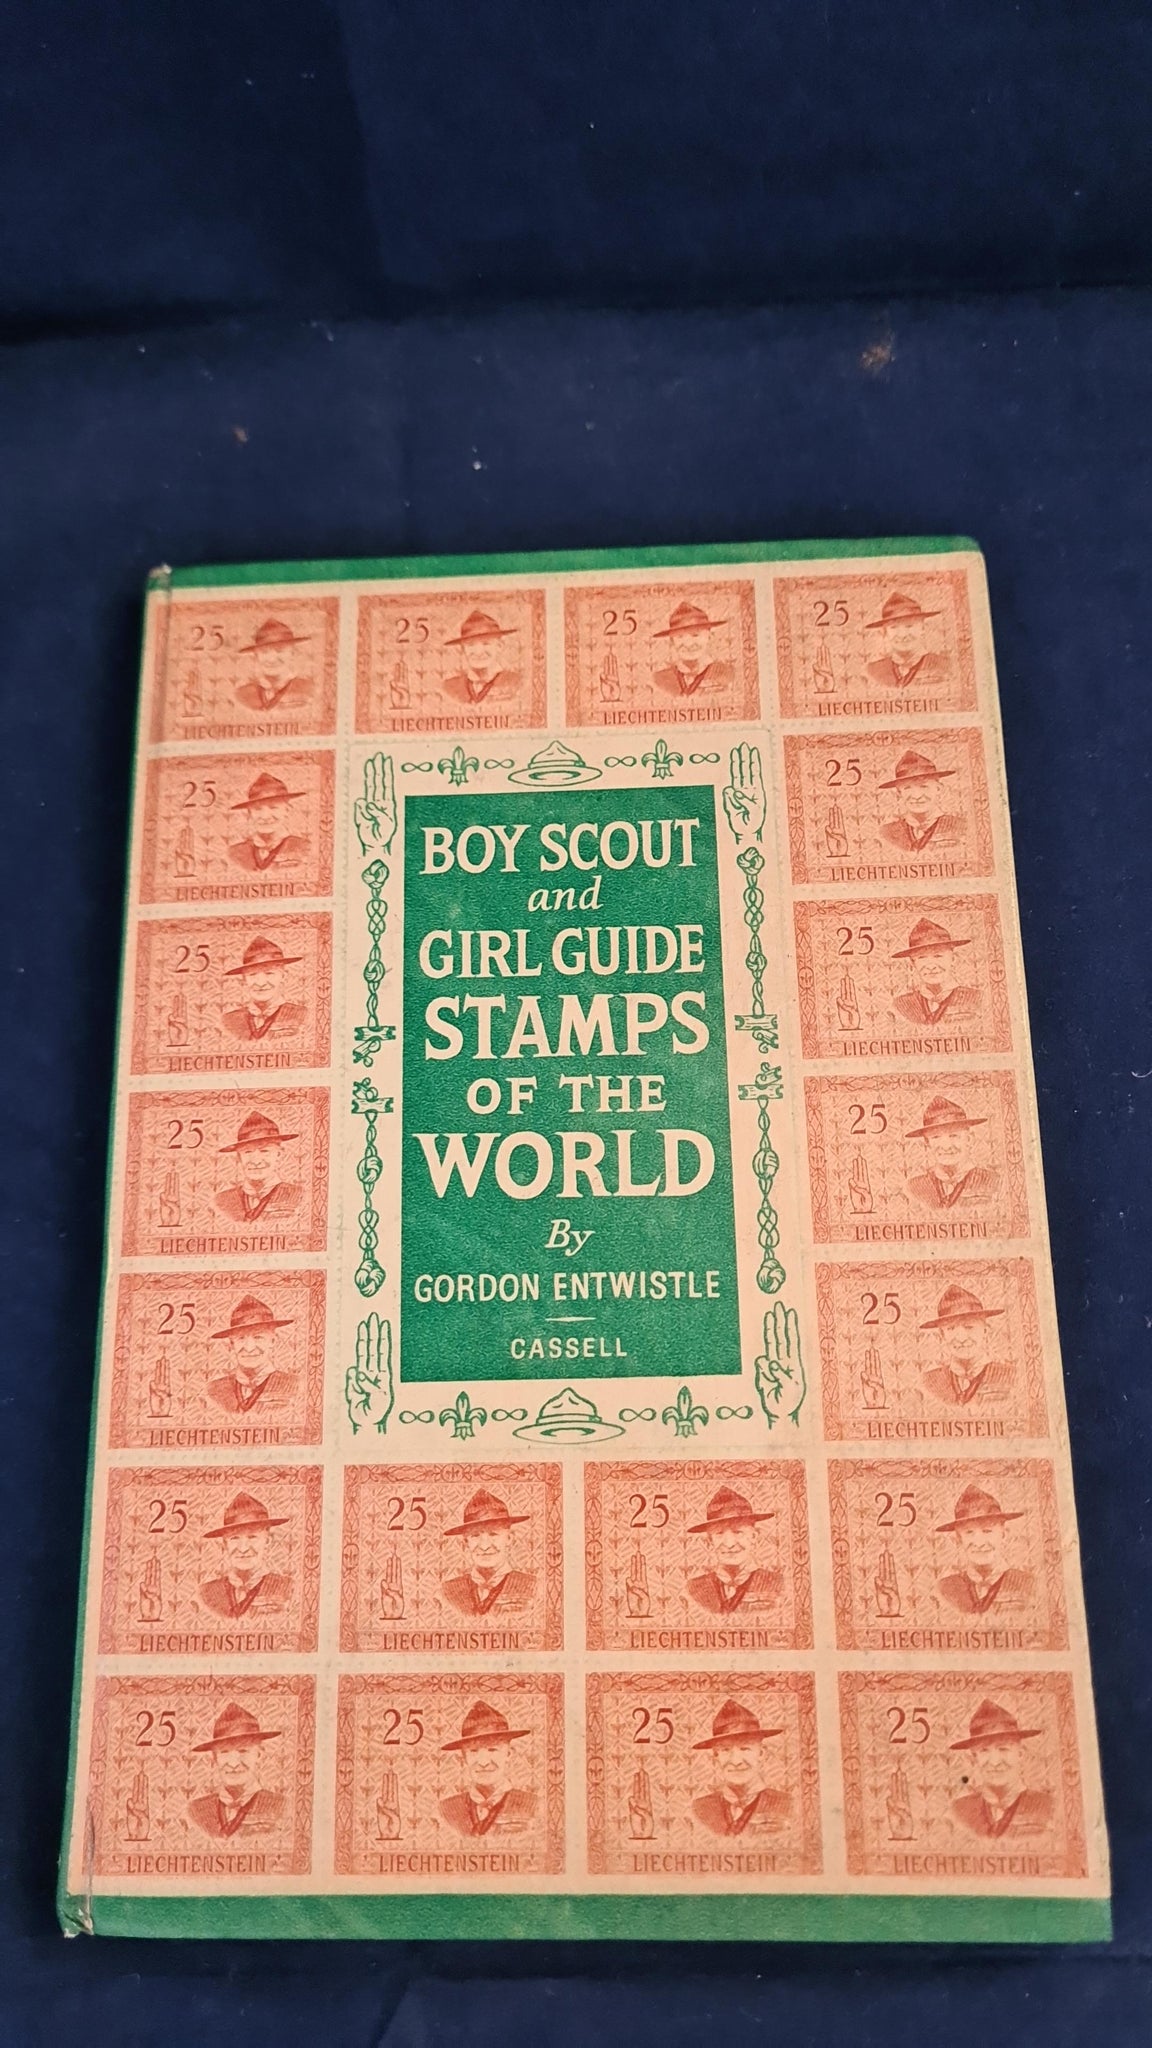 25 25 25 25
LIECHTENSTEIN LIECHTENSTEIN LIECHTENSTEIN LIECHTENSTEIN
25 25
LIECHTENSTEIN LIECHTENSTEIN
BOY SCOUT
and
GIRL GUIDE
STAMPS
OF THE
WORLD
By
GORDON ENTWISTLE
CASSELL
25 25
LIECHTENSTEIN LIECHTENSTEIN
25 25
LIECHTENSTEIN LIECHTENSTEIN
25 25
LIECHTENSTEIN LIECHTENSTEIN
25 25 25 25
LIECHTENSTEIN LIECHTENSTEIN LIECHTENSTEIN LIECHTENSTEIN
25 25 25 25
LIECHTENSTEIN LIECHTENSTEIN LIECHTENSTEIN LIECHTENSTEIN